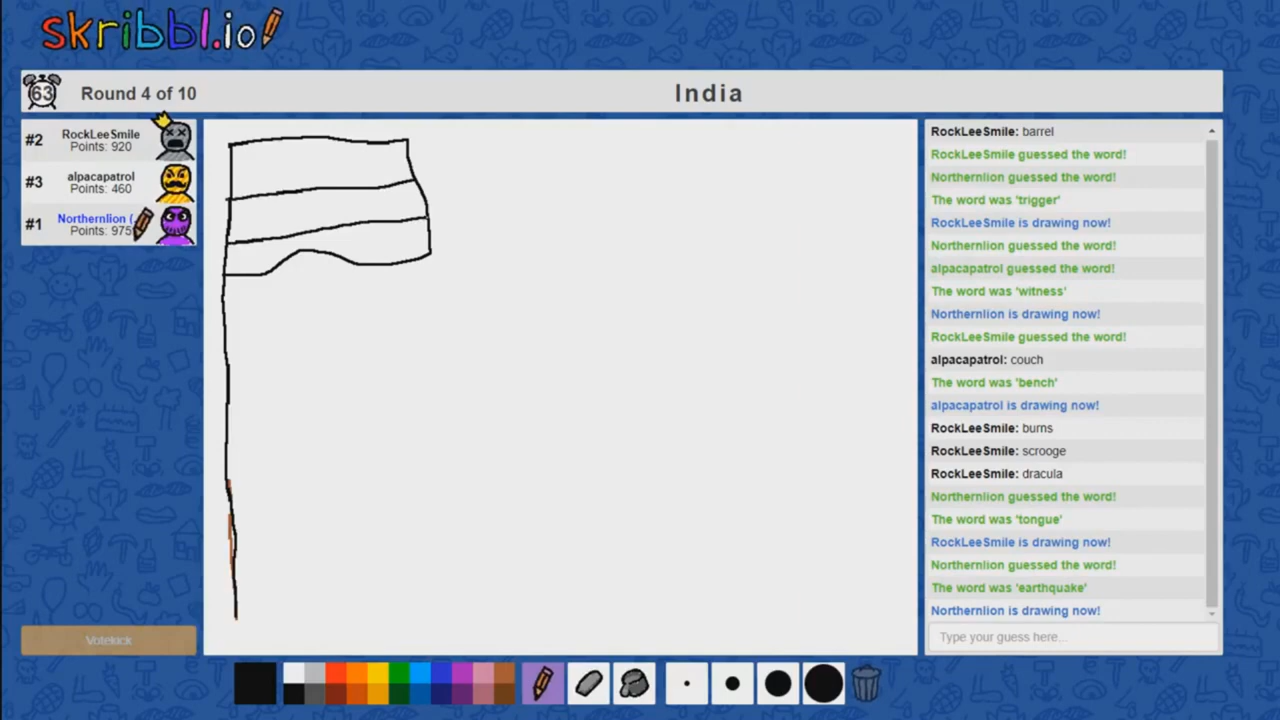 skribbl.io
63
Round 4 of 10
India
#2
RockLeeSmile
Points: 920
#3
alpacapatrol
Points: 460
#1
Northernlion (.
Points: 975
Votekick
RockLeeSmile: barrel
RockLeeSmile guessed the word!
Northernlion guessed the word!
The word was 'trigger'
RockLeeSmile is drawing now!
Northernlion guessed the word!
alpacapatrol guessed the word!
The word was 'witness'
Northernlion is drawing now!
RockLeeSmile guessed the word!
alpacapatrol: couch
The word was 'bench'
alpacapatrol is drawing now!
RockLeeSmile: burns
RockLeeSmile: scrooge
RockLeeSmile: dracula
Northernlion guessed the word!
The word was 'tongue'
RockLeeSmile is drawing now!
Northernlion guessed the word!
The word was 'earthquake'
Northernlion is drawing now!
Type your guess here...